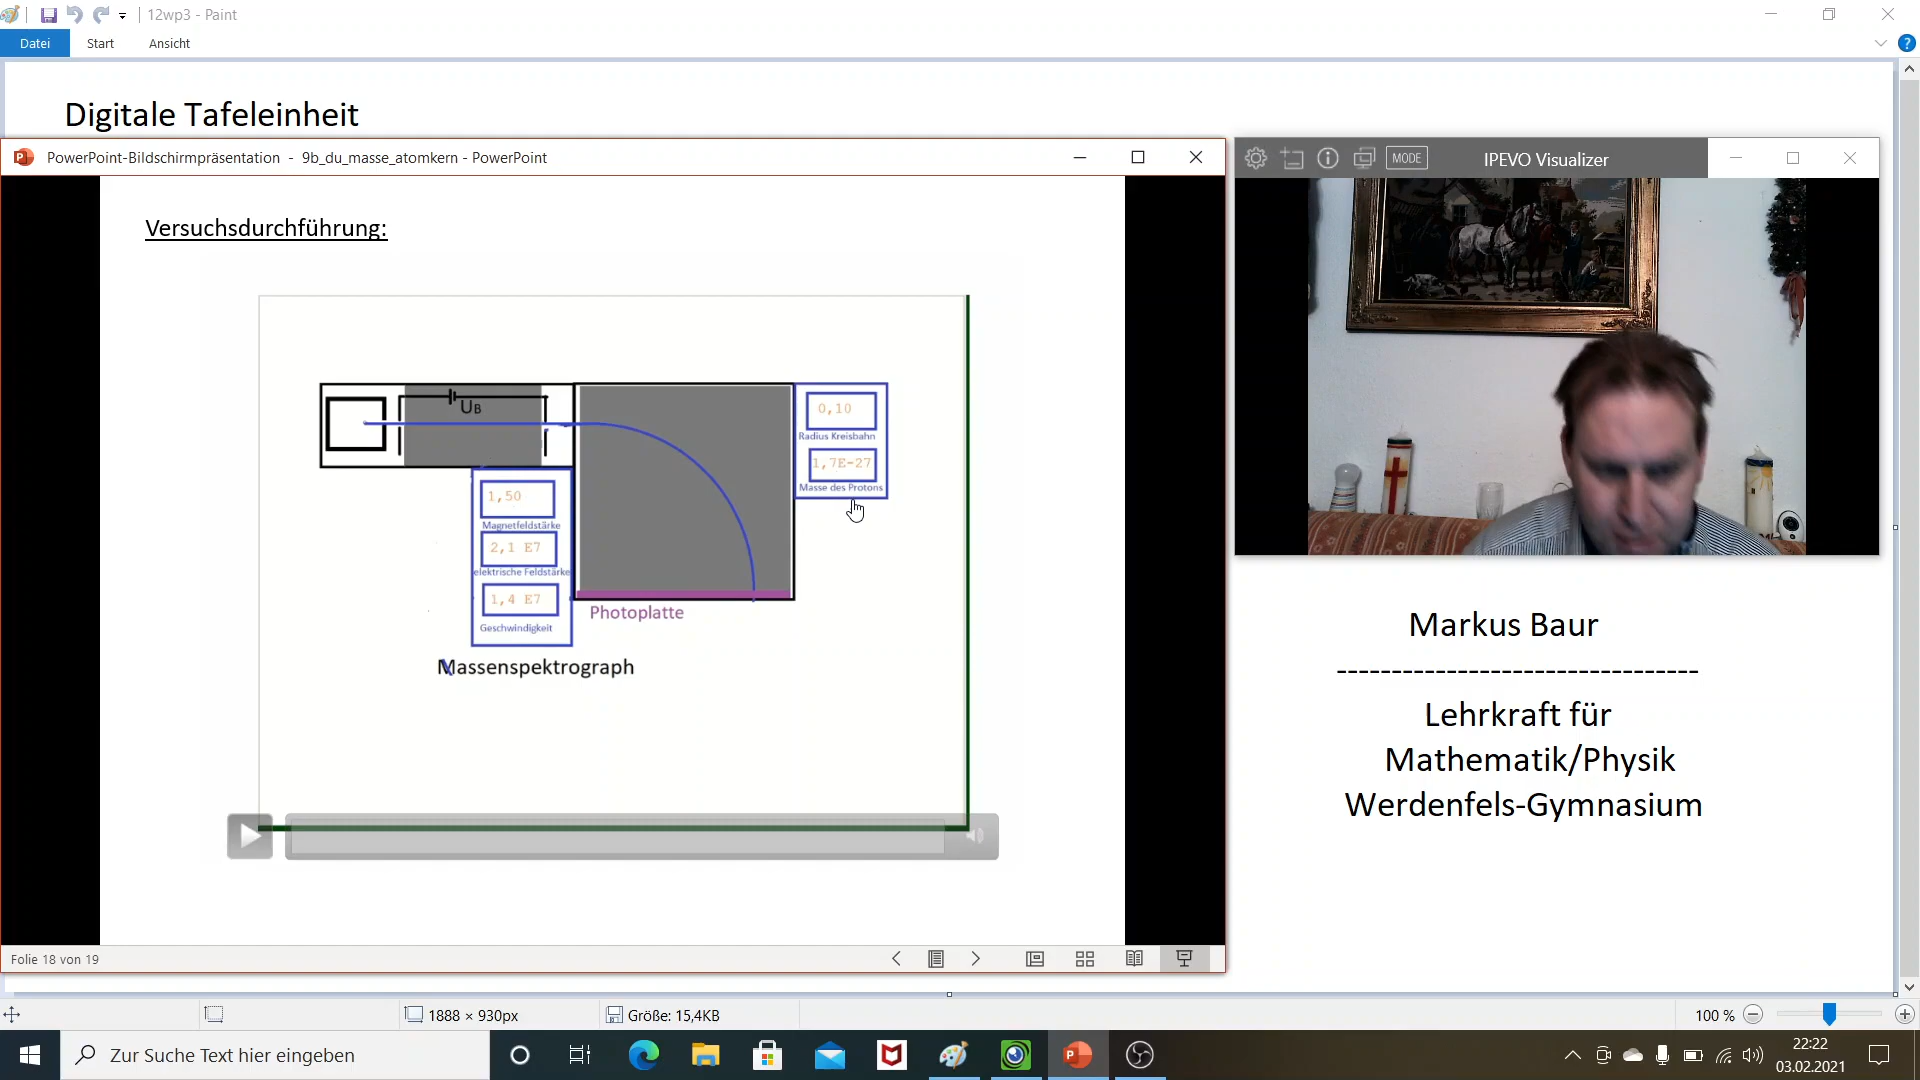 12wp3 - Paint
Datei Start Ansicht
Digitale Tafeleinheit
PowerPoint-Bildschirmpräsentation - 9b_du_masse_atomkern - PowerPoint
MODE
IPEVO Visualizer
Versuchsdurchführung:
UB
0,10
Radius Kreisbahn
1,7E-27
Masse des Protons
1,50
Magnetfeldstärke
2,1 E7
elektrische Feldstärke
1,4 E7
Geschwindigkeit
Photoplatte
Massenspektrograph
Markus Baur
-------------------------------
Lehrkraft für
Mathematik/Physik
Werdenfels-Gymnasium
Folie 18 von 19
1888 × 930px
Größe: 15,4KB
100 %
Zur Suche Text hier eingeben
22:22
03.02.2021